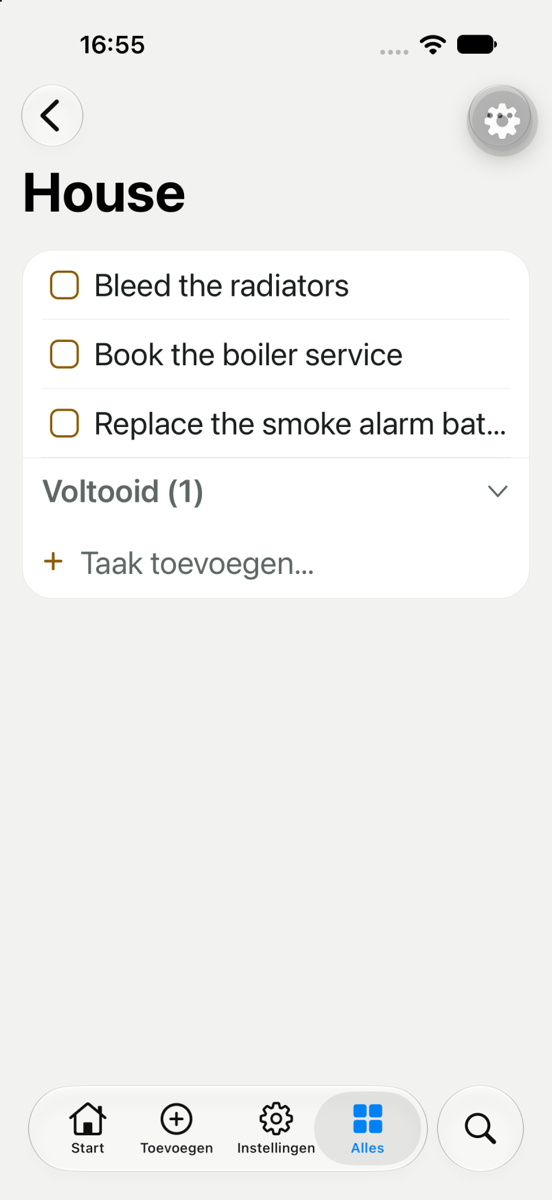 16:55
House
Bleed the radiators
Book the boiler service
Replace the smoke alarm bat...
Voltooid (1)
+ Taak toevoegen...
Start
Toevoegen
Instellingen
Alles